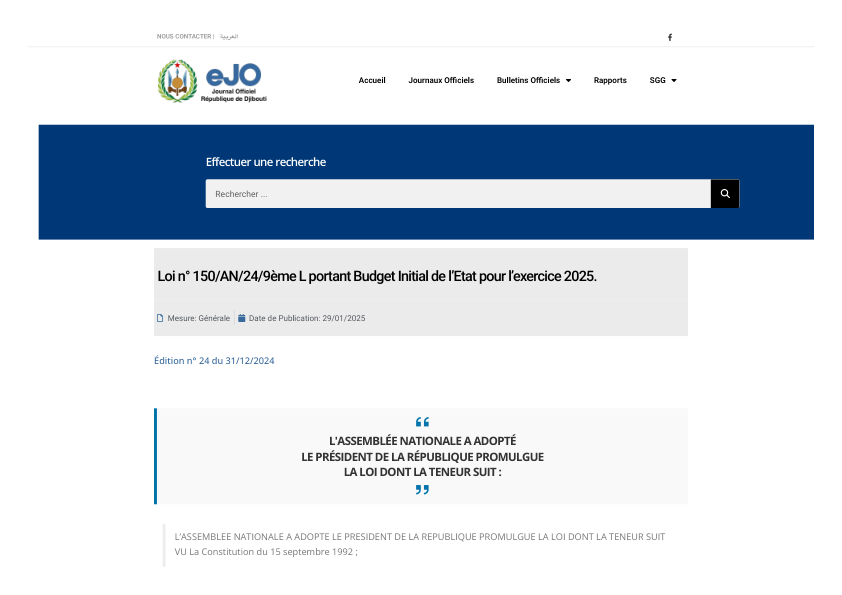 NOUS CONTACTER | العربية
eJO
Journal Officiel
République de Djibouti
Accueil Journaux Officiels Bulletins Officiels Rapports SGG
Effectuer une recherche
Rechercher ...
Loi n° 150/AN/24/9ème L portant Budget Initial de l’Etat pour l’exercice 2025.
Mesure: Générale Date de Publication: 29/01/2025
Édition n° 24 du 31/12/2024
“
L'ASSEMBLÉE NATIONALE A ADOPTÉ
LE PRÉSIDENT DE LA RÉPUBLIQUE PROMULGUE
LA LOI DONT LA TENEUR SUIT :
”
L’ASSEMBLEE NATIONALE A ADOPTE LE PRESIDENT DE LA REPUBLIQUE PROMULGUE LA LOI DONT LA TENEUR SUIT
VU La Constitution du 15 septembre 1992 ;